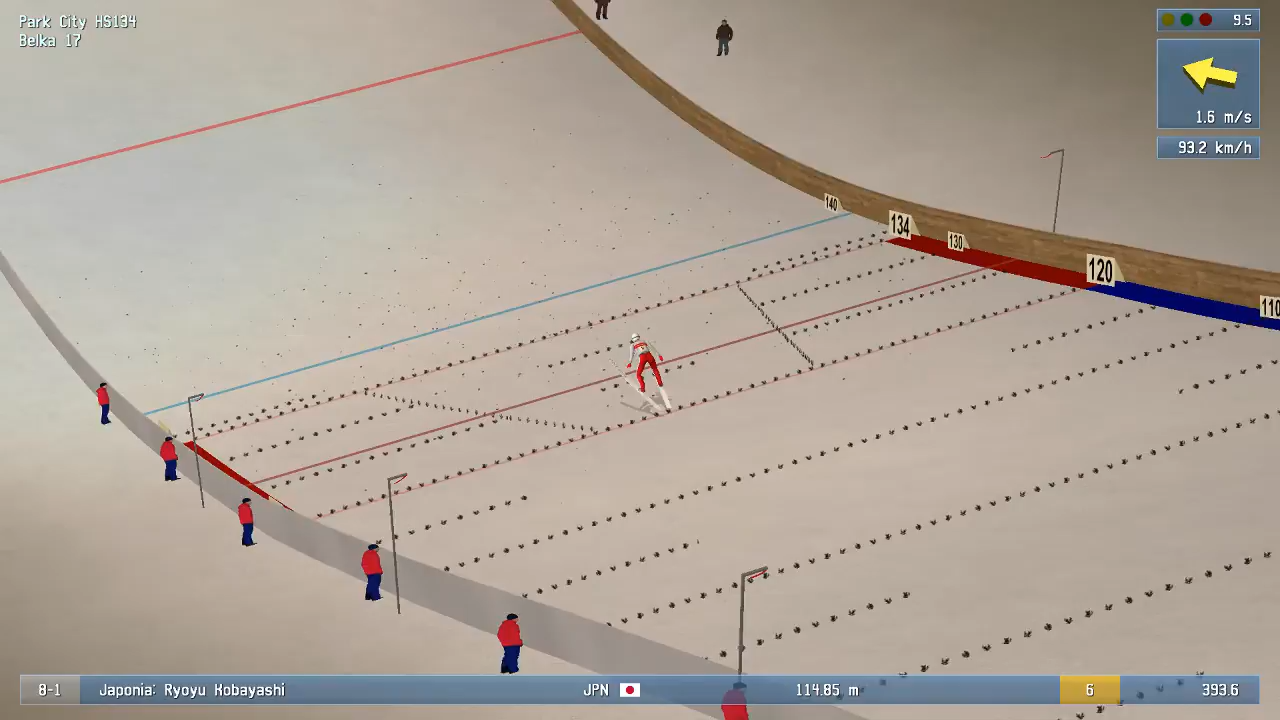 Park City HS134
Belka 17
9.5
1.6 m/s
93.2 km/h
140
134
130
120
110
8-1 Japonia: Ryoyu Kobayashi JPN 114.85 m 6 393.6